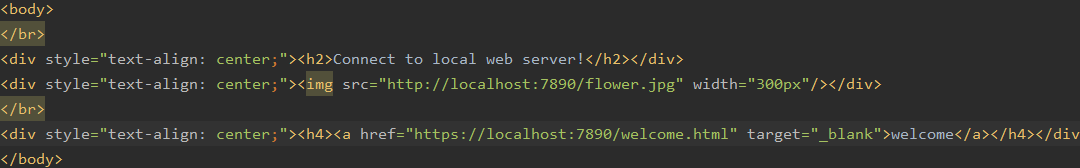 <body>
</br>
<div style="text-align: center;"><h2>Connect to local web server!</h2></div>
<div style="text-align: center;"><img src="http://localhost:7890/flower.jpg" width="300px"/></div>
</br>
<div style="text-align: center;"><h4><a href="https://localhost:7890/welcome.html" target="_blank">welcome</a></h4></div
</body>